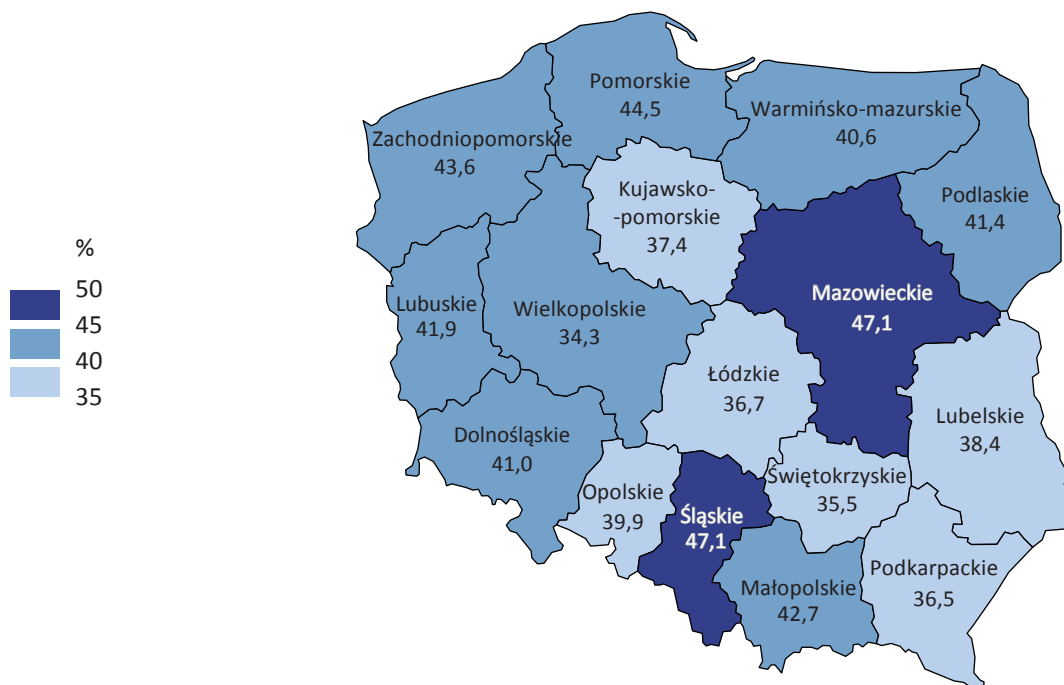 Pomorskie
44,5
Warmińsko-mazurskie
40,6
Zachodniopomorskie
43,6
Kujawsko-
-pomorskie
37,4
Podlaskie
41,4
%
50
45
40
35
Lubuskie
41,9
Wielkopolskie
34,3
Mazowieckie
47,1
Łódzkie
36,7
Lubelskie
38,4
Dolnośląskie
41,0
Opolskie
39,9
Śląskie
47,1
Świętokrzyskie
35,5
Małopolskie
42,7
Podkarpackie
36,5